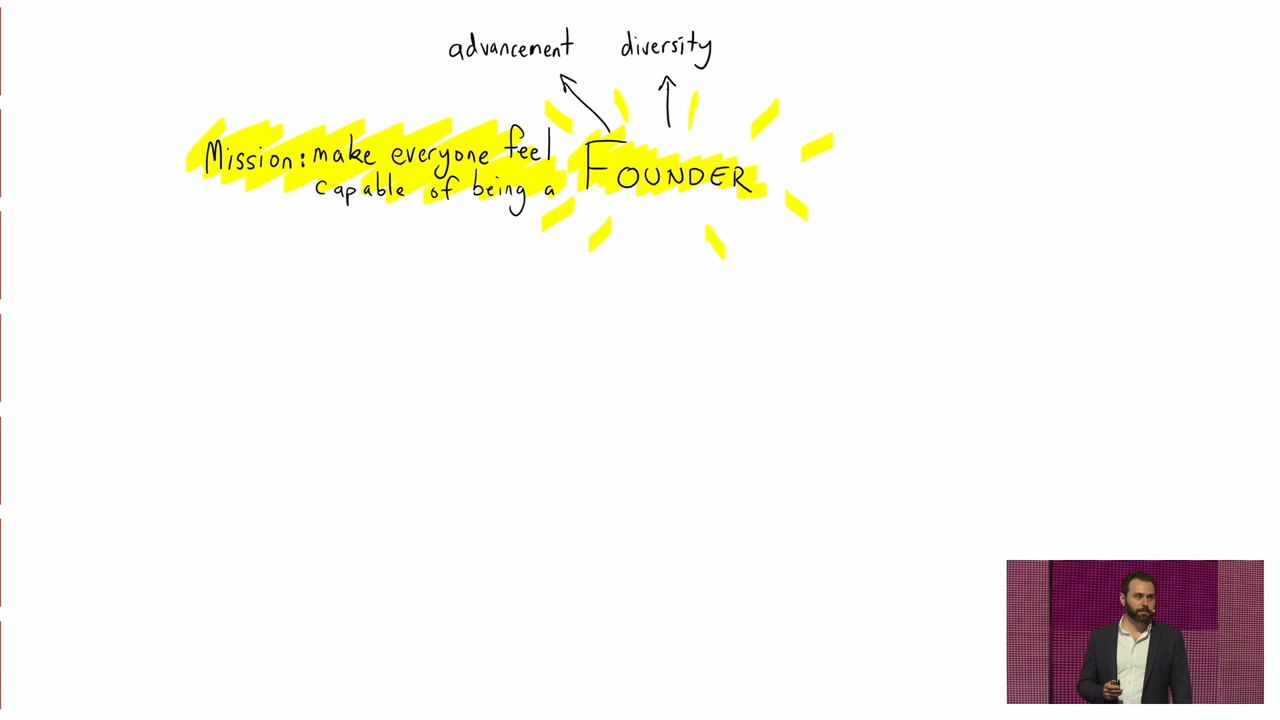 advancement diversity
Mission: make everyone feel
capable of being a FOUNDER